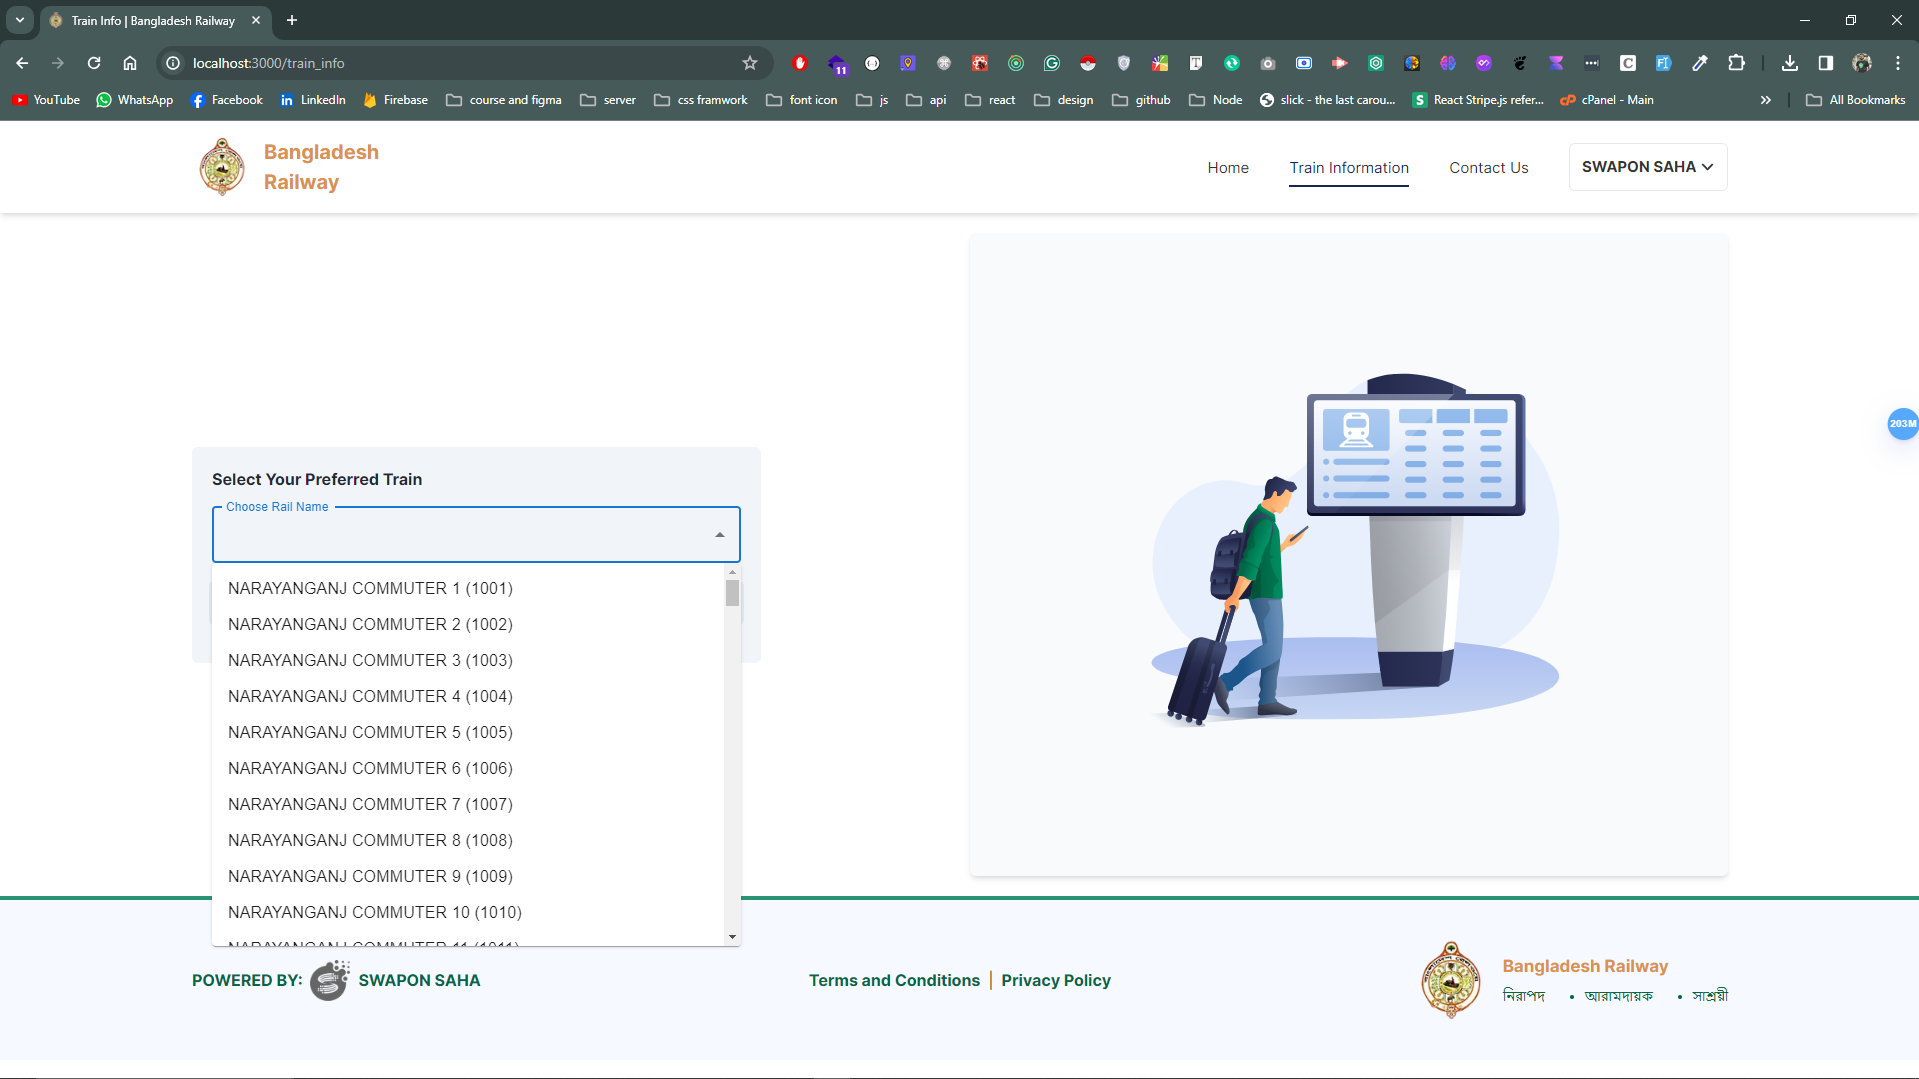 Train Info | Bangladesh Railway
localhost:3000/train_info
11
YouTube WhatsApp Facebook LinkedIn Firebase course and figma server css framwork font icon js api react design github Node slick - the last carou... React Stripe.js refer... cPanel - Main All Bookmarks
Bangladesh
Railway
Home Train Information Contact Us SWAPON SAHA
203M
Select Your Preferred Train
Choose Rail Name
NARAYANGANJ COMMUTER 1 (1001)
NARAYANGANJ COMMUTER 2 (1002)
NARAYANGANJ COMMUTER 3 (1003)
NARAYANGANJ COMMUTER 4 (1004)
NARAYANGANJ COMMUTER 5 (1005)
NARAYANGANJ COMMUTER 6 (1006)
NARAYANGANJ COMMUTER 7 (1007)
NARAYANGANJ COMMUTER 8 (1008)
NARAYANGANJ COMMUTER 9 (1009)
NARAYANGANJ COMMUTER 10 (1010)
NARAYANGANJ COMMUTER 11 (1011)
POWERED BY: SWAPON SAHA
Terms and Conditions | Privacy Policy
Bangladesh Railway
নিরাপদ • আরামদায়ক • সাশ্রয়ী